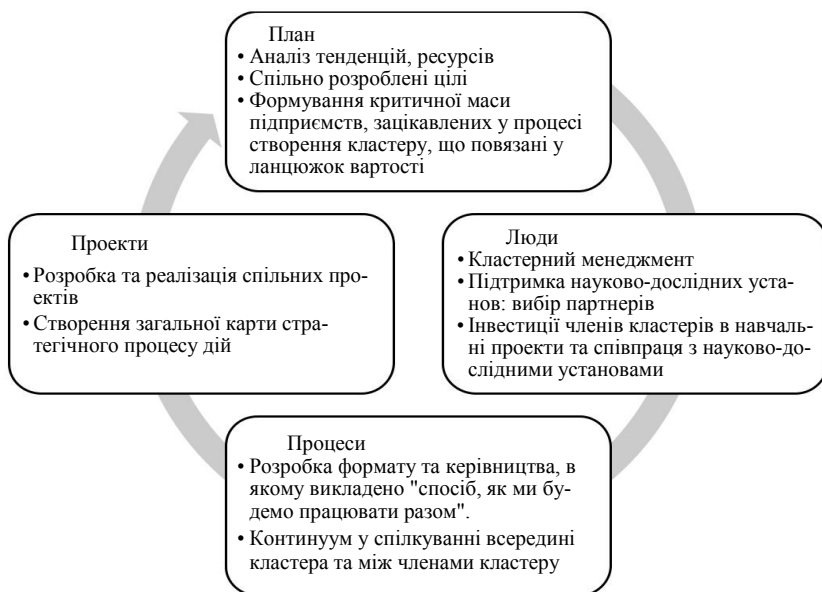 План
• Аналіз тенденцій, ресурсів
• Спільно розроблені цілі
• Формування критичної маси
підприємств, зацікавлених у процесі
створення кластеру, що повязані у
ланцюжок вартості
Люди
• Кластерний менеджмент
• Підтримка науково-дослідних уста-
нов: вибір партнерів
• Інвестиції членів кластерів в навчаль-
ні проекти та співпраця з науково-до-
слідними установами
Процеси
• Розробка формату та керівництва, в
якому викладено "спосіб, як ми бу-
демо працювати разом".
• Континуум у спілкуванні всередині
кластера та між членами кластеру
Проекти
• Розробка та реалізація спільних про-
ектів
• Створення загальної карти стра-
тегічного процесу дій